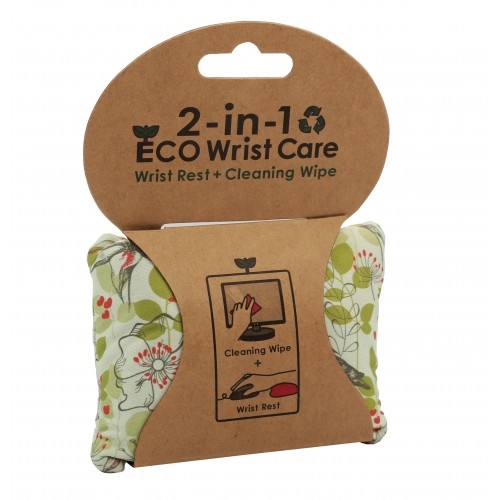 2-in-1
ECO Wrist Care
Wrist Rest + Cleaning Wipe
Cleaning Wipe
+
Wrist Rest